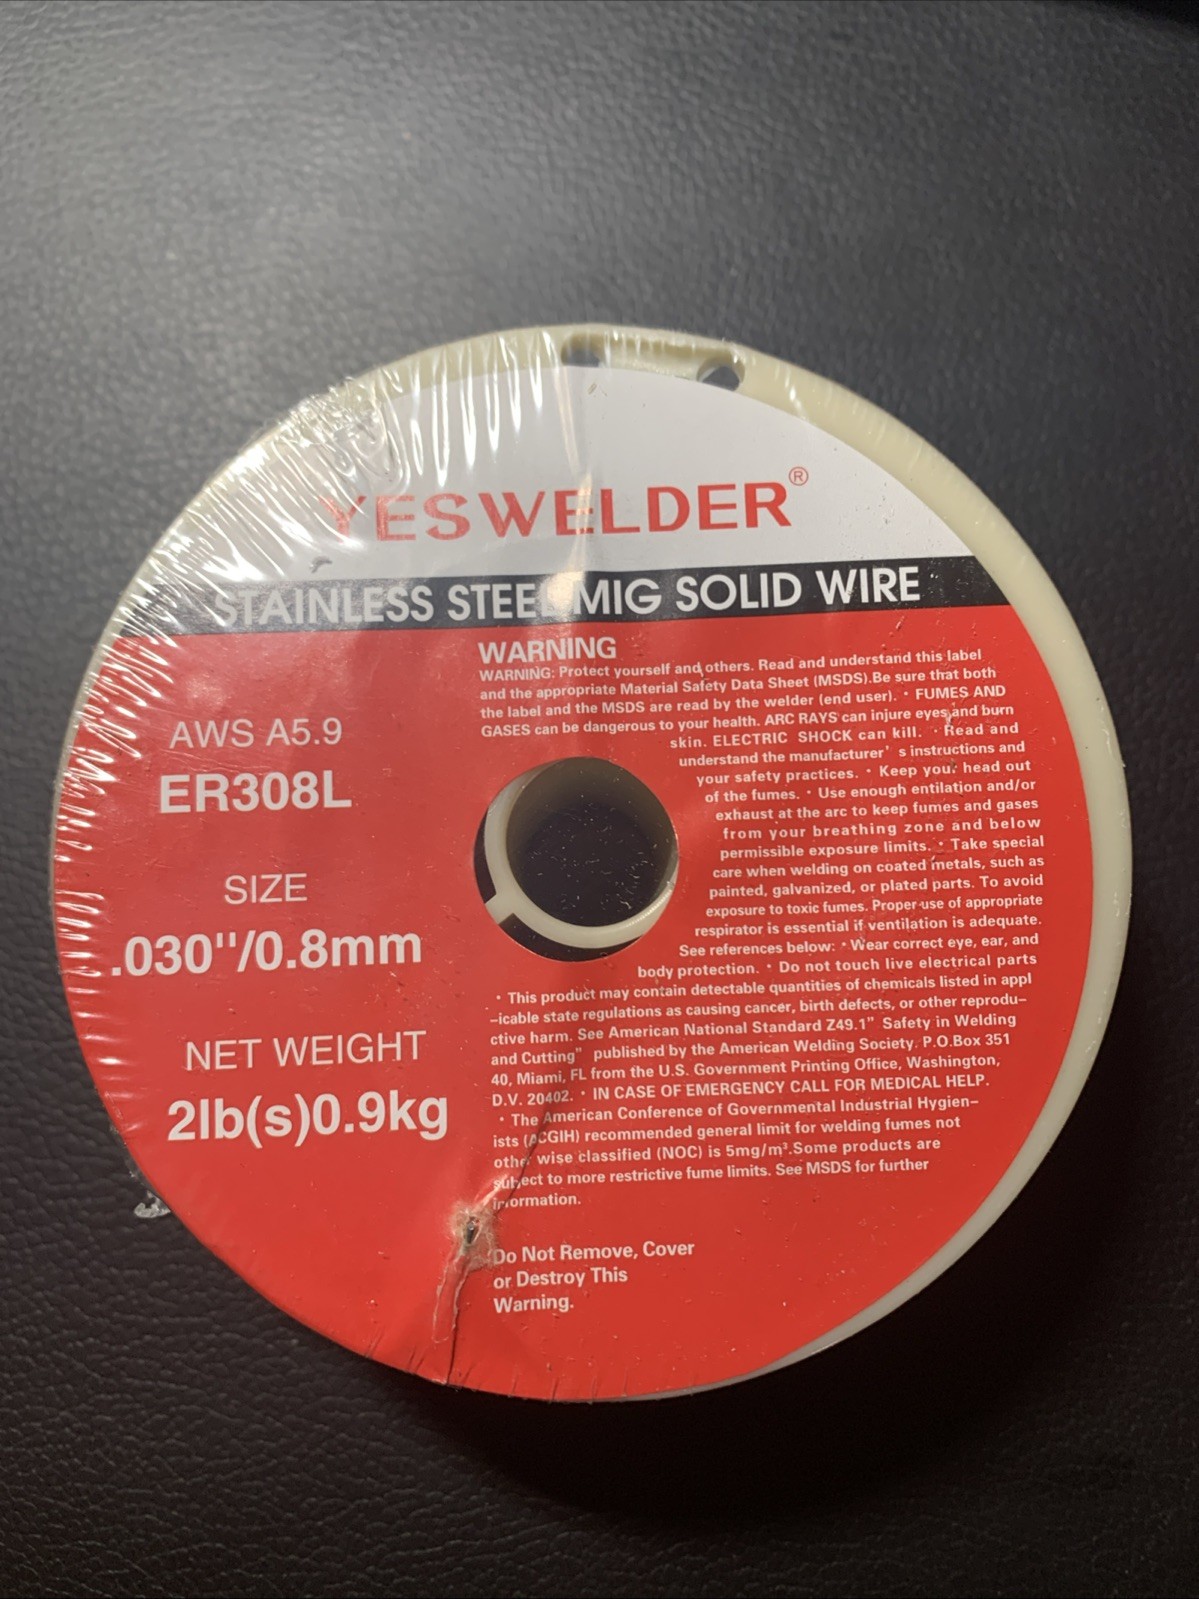 YESWELDER®
STAINLESS STEEL MIG SOLID WIRE
AWS A5.9
ER308L
SIZE
.030"/0.8mm
NET WEIGHT
2lb(s)0.9kg
WARNING
WARNING: Protect yourself and others. Read and understand this label
and the appropriate Material Safety Data Sheet (MSDS).Be sure that both
the label and the MSDS are read by the welder (end user). • FUMES AND
GASES can be dangerous to your health. ARC RAYS can injure eyes and burn
skin. ELECTRIC SHOCK can kill. • Read and
understand the manufacturer' s instructions and
your safety practices. • Keep your head out
of the fumes. • Use enough entilation and/or
exhaust at the arc to keep fumes and gases
from your breathing zone and below
permissible exposure limits. • Take special
care when welding on coated metals, such as
painted, galvanized, or plated parts. To avoid
exposure to toxic fumes. Proper use of appropriate
respirator is essential if ventilation is adequate.
See references below: • Wear correct eye, ear, and
body protection. • Do not touch live electrical parts
• This product may contain detectable quantities of chemicals listed in appl
-icable state regulations as causing cancer, birth defects, or other reprodu-
ctive harm. See American National Standard Z49.1" Safety in Welding
and Cutting" published by the American Welding Society. P.O.Box 351
40, Miami, FL from the U.S. Government Printing Office, Washington,
D.V. 20402. • IN CASE OF EMERGENCY CALL FOR MEDICAL HELP.
• The American Conference of Governmental Industrial Hygien-
ists (ACGIH) recommended general limit for welding fumes not
othe wise classified (NOC) is 5mg/m³.Some products are
subject to more restrictive fume limits. See MSDS for further
information.
Do Not Remove, Cover
or Destroy This
Warning.